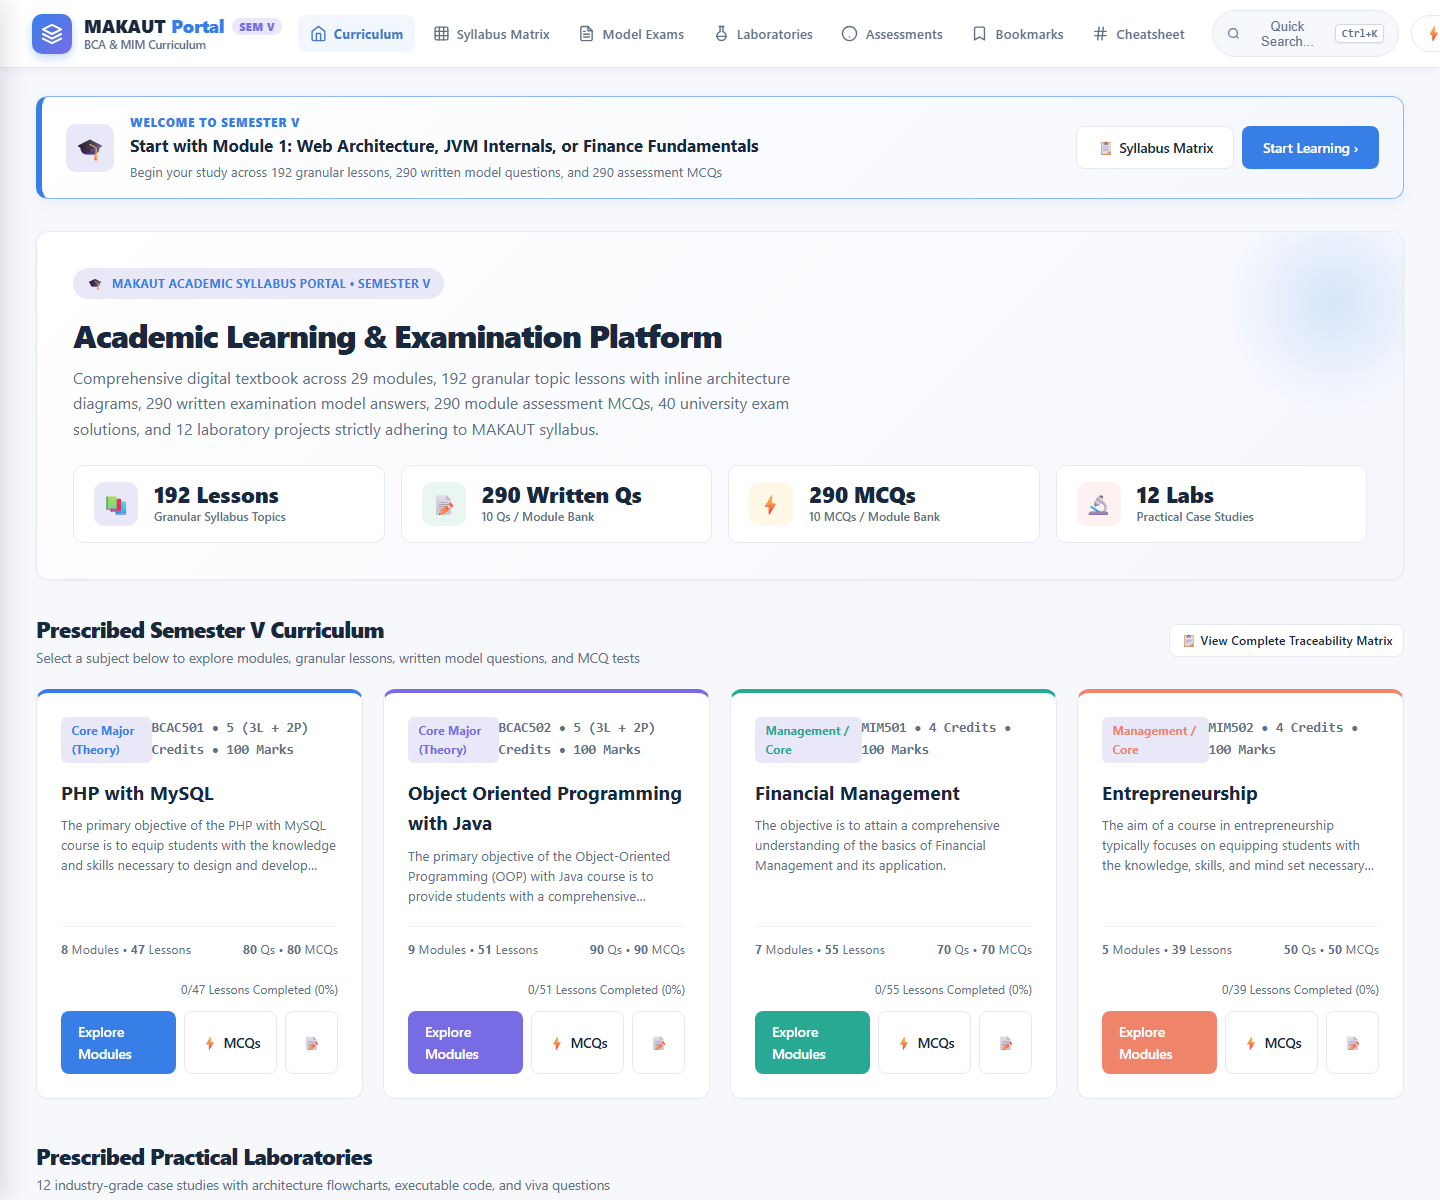 MAKAUT Portal SEM V
BCA & MIM Curriculum
Curriculum
Syllabus Matrix
Model Exams
Laboratories
Assessments
Bookmarks
Cheatsheet
Quick Search...
Ctrl+K
WELCOME TO SEMESTER V
Start with Module 1: Web Architecture, JVM Internals, or Finance Fundamentals
Begin your study across 192 granular lessons, 290 written model questions, and 290 assessment MCQs
Syllabus Matrix
Start Learning ›
MAKAUT ACADEMIC SYLLABUS PORTAL • SEMESTER V
Academic Learning & Examination Platform
Comprehensive digital textbook across 29 modules, 192 granular topic lessons with inline architecture
diagrams, 290 written examination model answers, 290 module assessment MCQs, 40 university exam
solutions, and 12 laboratory projects strictly adhering to MAKAUT syllabus.
192 Lessons
Granular Syllabus Topics
290 Written Qs
10 Qs / Module Bank
290 MCQs
10 MCQs / Module Bank
12 Labs
Practical Case Studies
Prescribed Semester V Curriculum
Select a subject below to explore modules, granular lessons, written model questions, and MCQ tests
View Complete Traceability Matrix
Core Major
(Theory)
BCAC501 • 5 (3L + 2P)
Credits • 100 Marks
PHP with MySQL
The primary objective of the PHP with MySQL
course is to equip students with the knowledge
and skills necessary to design and develop...
8 Modules • 47 Lessons
80 Qs • 80 MCQs
0/47 Lessons Completed (0%)
Explore
Modules
MCQs
Core Major
(Theory)
BCAC502 • 5 (3L + 2P)
Credits • 100 Marks
Object Oriented Programming
with Java
The primary objective of the Object-Oriented
Programming (OOP) with Java course is to
provide students with a comprehensive...
9 Modules • 51 Lessons
90 Qs • 90 MCQs
0/51 Lessons Completed (0%)
Explore
Modules
MCQs
Management /
Core
MIM501 • 4 Credits •
100 Marks
Financial Management
The objective is to attain a comprehensive
understanding of the basics of Financial
Management and its application.
7 Modules • 55 Lessons
70 Qs • 70 MCQs
0/55 Lessons Completed (0%)
Explore
Modules
MCQs
Management /
Core
MIM502 • 4 Credits •
100 Marks
Entrepreneurship
The aim of a course in entrepreneurship
typically focuses on equipping students with
the knowledge, skills, and mind set necessary...
5 Modules • 39 Lessons
50 Qs • 50 MCQs
0/39 Lessons Completed (0%)
Explore
Modules
MCQs
Prescribed Practical Laboratories
12 industry-grade case studies with architecture flowcharts, executable code, and viva questions